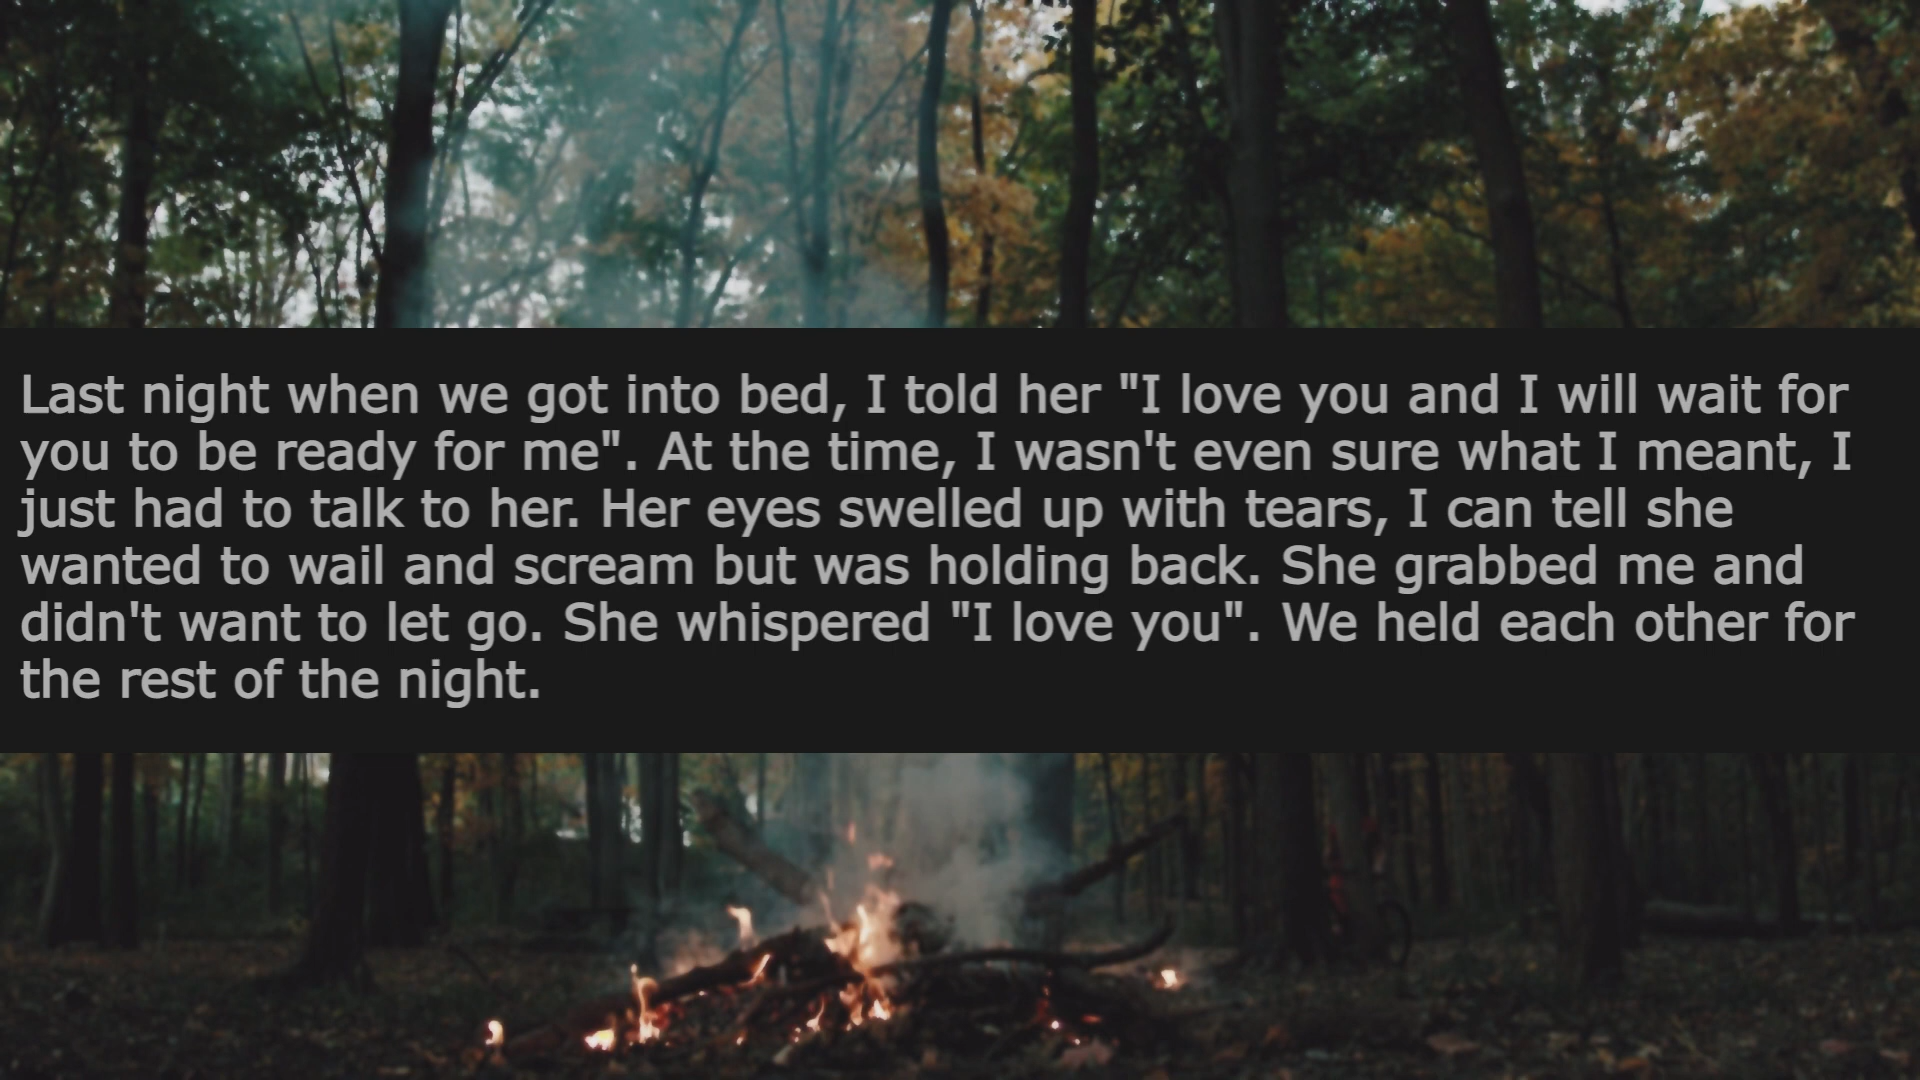 Last night when we got into bed, I told her "I love you and I will wait for
you to be ready for me". At the time, I wasn't even sure what I meant, I
just had to talk to her. Her eyes swelled up with tears, I can tell she
wanted to wail and scream but was holding back. She grabbed me and
didn't want to let go. She whispered "I love you". We held each other for
the rest of the night.